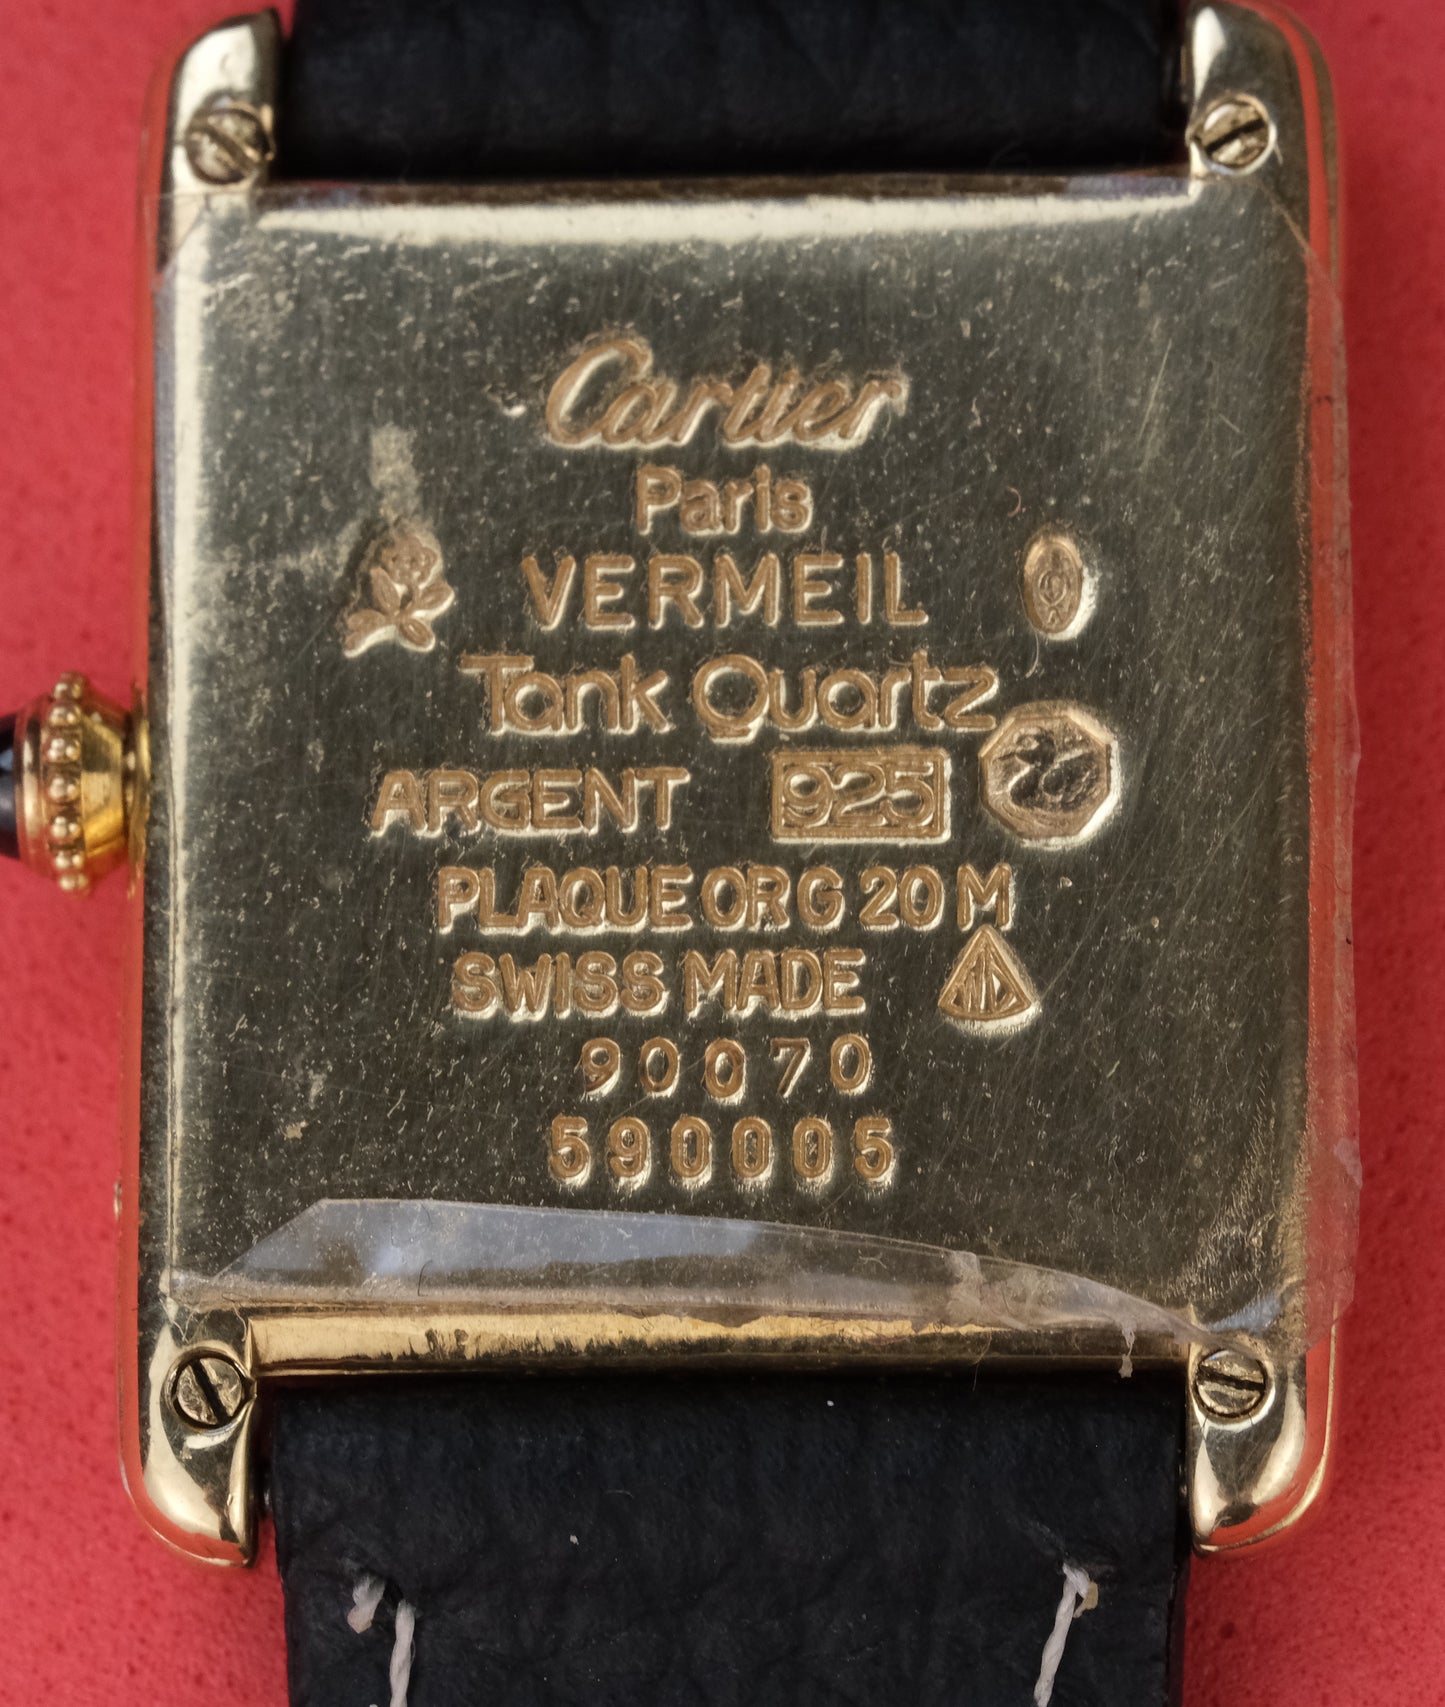 Cartier
Paris
VERMEIL
Tank Quartz
ARGENT 925
PLAQUE OR G 20 M
SWISS MADE
90070
590005